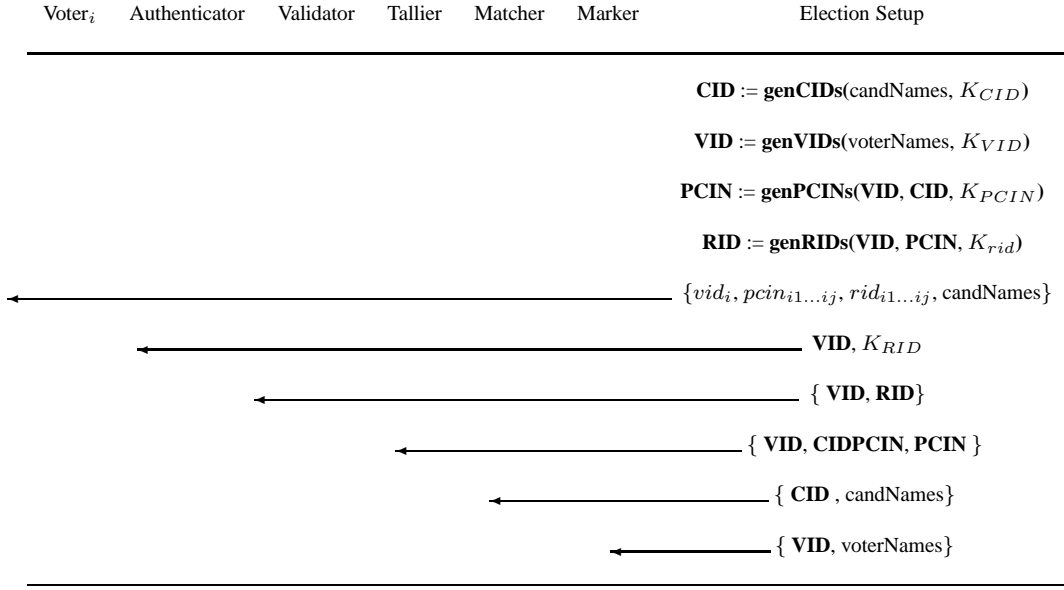 Voterᵢ Authenticator Validator Tallier Matcher Marker Election Setup
CID := genCIDs(candNames, K_CID)
VID := genVIDs(voterNames, K_VID)
PCIN := genPCINs(VID, CID, K_PCIN)
RID := genRIDs(VID, PCIN, K_rid)
{vid_i, pcin_i1...ij, rid_i1...ij, candNames}
VID, K_RID
{ VID, RID}
{ VID, CIDPCIN, PCIN }
{ CID , candNames}
{ VID, voterNames}